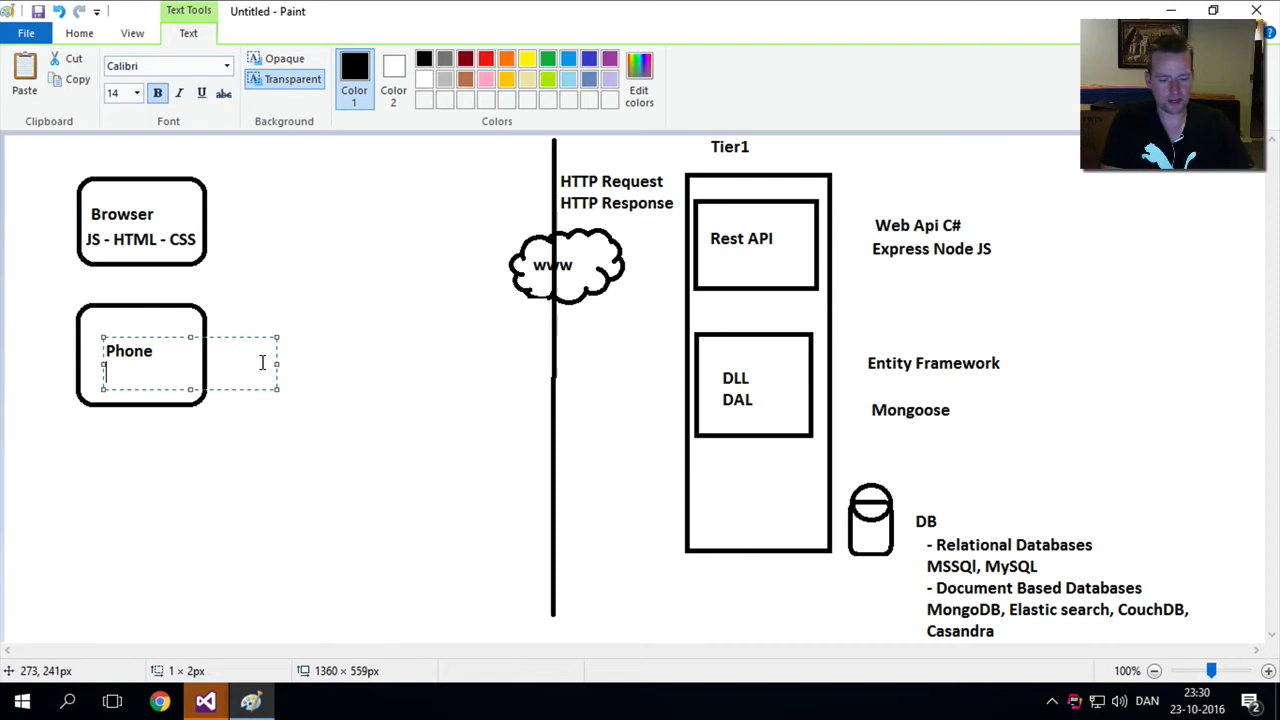 Text Tools
Untitled - Paint
File
Home
View
Text
Paste
Cut
Copy
Clipboard
Calibri
14
B
I
U
abc
Font
Opaque
Transparent
Background
Color 1
Color 2
Edit colors
Colors
Tier1
HTTP Request
HTTP Response
Browser
JS - HTML - CSS
www
Rest API
Web Api C#
Express Node JS
Phone
DLL
DAL
Entity Framework
Mongoose
DB
- Relational Databases
MSSQl, MySQL
- Document Based Databases
MongoDB, Elastic search, CouchDB,
Casandra
273, 241px
1 × 2px
1360 × 559px
100%
DAN
23:30
23-10-2016
2